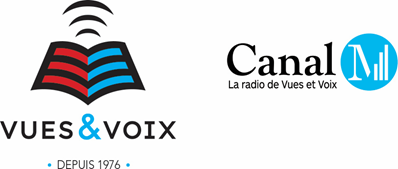 VUES&VOIX
• DEPUIS 1976 •
Canal M
La radio de Vues et Voix